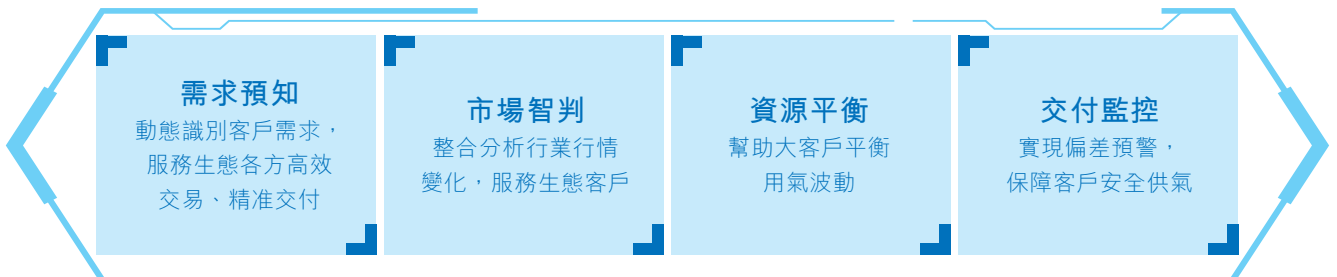 需求預知
動態識別客戶需求，
服務生態各方高效
交易、精准交付
市場智判
整合分析行業行情
變化，服務生態客戶
資源平衡
幫助大客戶平衡
用氣波動
交付監控
實現偏差預警，
保障客戶安全供氣